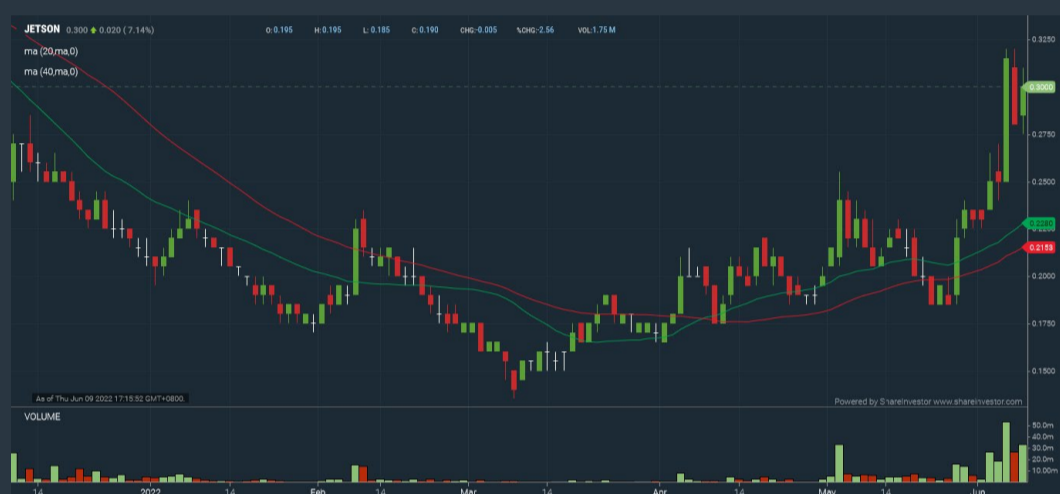 JETSON 0.300 0.020 ( 7.14%) O: 0.195 H: 0.195 L: 0.185 C: 0.190 CHG:-0.005 %CHG:-2.56 VOL:1.75 M
ma (20,ma,0)
ma (40,ma,0)
0.3250
0.3000
0.2750
0.2500
0.2153
0.2000
0.1750
0.1500
As of Thu Jun 09 2022 17:15:52 GMT+0800.
Powered by ShareInvestor www.shareinvestor.com
VOLUME
50.0m
40.0m
30.0m
20.0m
10.00m
14 2022 14 Feb 14 Mar 14 Apr 14 May 14 Jun